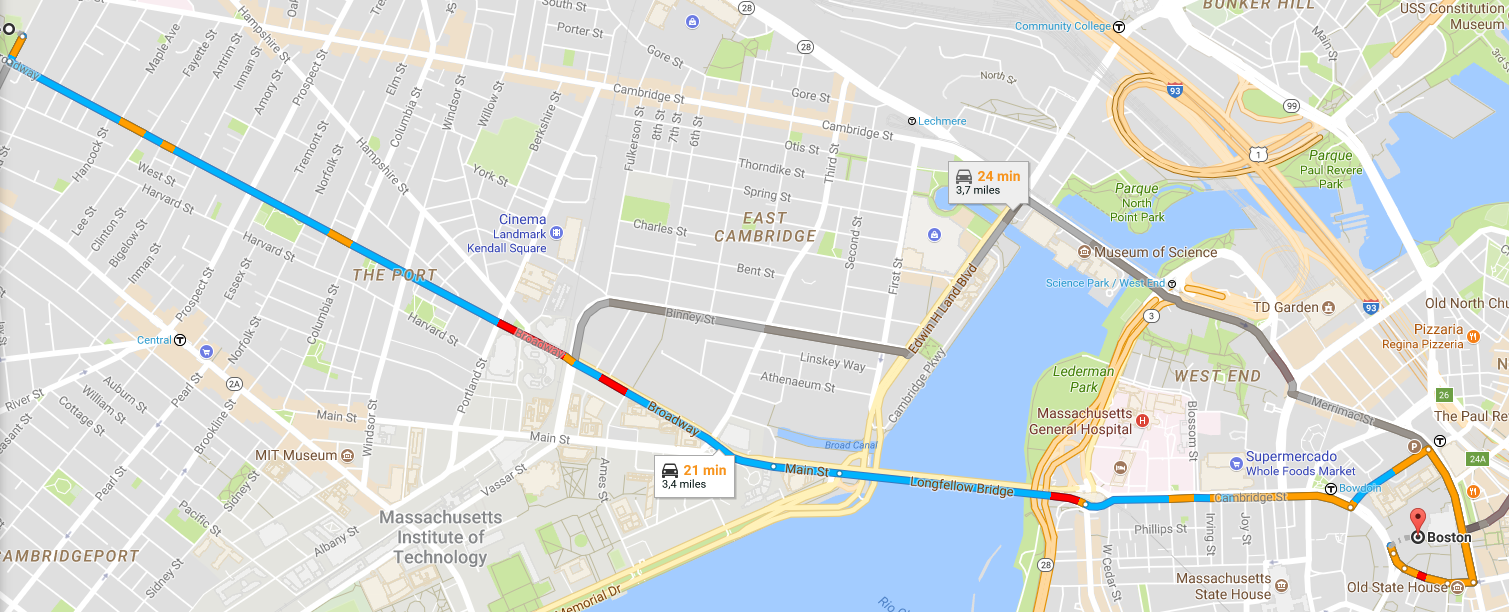 South St
Porter St
Oak St
28
BUNKER HILL
USS Constitution
Museum
Community College
T
Main St
3rd St
Hampshire St
Maple Ave
Fayette St
Antrim St
Inman St
Amory St
Prospect St
Elm St
Columbia St
Windsor St
Willow St
Berkshire St
Gore St
28
North St
93
99
Cambridge St
Gore St
Cambridge St
Lechmere
Broadway
Fulkerson St
8th St
7th St
6th St
Otis St
Third St
1
Parque
Paul Revere
Park
Hancock St
West St
Tremont St
Norfolk St
Hampshire St
York St
Thorndike St
24 min
3,7 miles
Parque
North
Point Park
Harvard St
Spring St
Lee St
Clinton St
Bigelow St
Inman St
Harvard St
Cinema
Landmark
Kendall Square
Charles St
EAST
CAMBRIDGE
Second St
First St
Museum of Science
THE PORT
Essex St
Prospect St
Bent St
Edwin H Land Blvd
Science Park / West End
TD Garden
93
Old North Chu
Columbia St
Norfolk St
Harvard St
Binney St
3
Pizzaria
Regina Pizzeria
Central
Broadway
Linskey Way
Cambridge Pkwy
Lederman
Park
WEST END
River St
Auburn St
William St
Cottage St
Pearl St
2A
Portland St
Athenaeum St
26
Pleasant St
Brookline St
Main St
Windsor St
Main St
Broadway
Broad Canal
Massachusetts
General Hospital
H
Blossom St
Merrimac St
The Paul Re
MIT Museum
21 min
3,4 miles
Main St
P
T
24A
Pearl St
Sidney St
Vassar St
Ames St
Longfellow Bridge
Supermercado
Whole Foods Market
Bowdoin
Cambridge St
Pacific St
Albany St
Massachusetts
Institute of
Technology
Phillips St
Irving St
Joy St
Boston
CAMBRIDGEPORT
Sidney St
28
W Cedar St
Massachusetts
State House
Old State House
Memorial Dr
Rio C